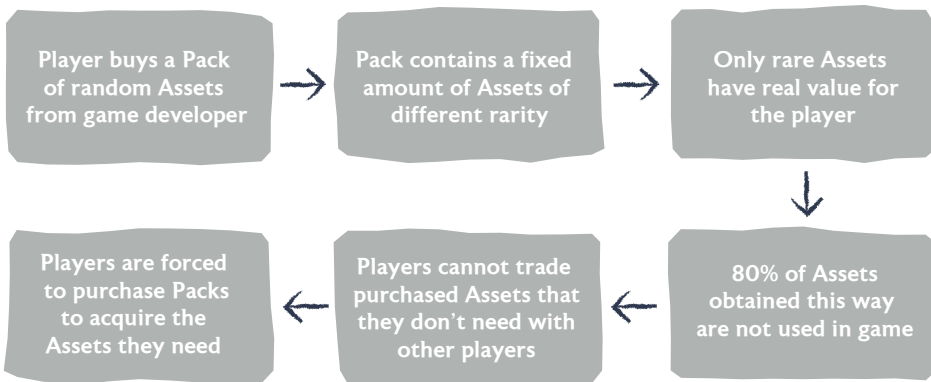 Player buys a Pack
of random Assets
from game developer
Pack contains a fixed
amount of Assets of
different rarity
Only rare Assets
have real value for
the player
80% of Assets
obtained this way
are not used in game
Players cannot trade
purchased Assets that
they don’t need with
other players
Players are forced
to purchase Packs
to acquire the
Assets they need